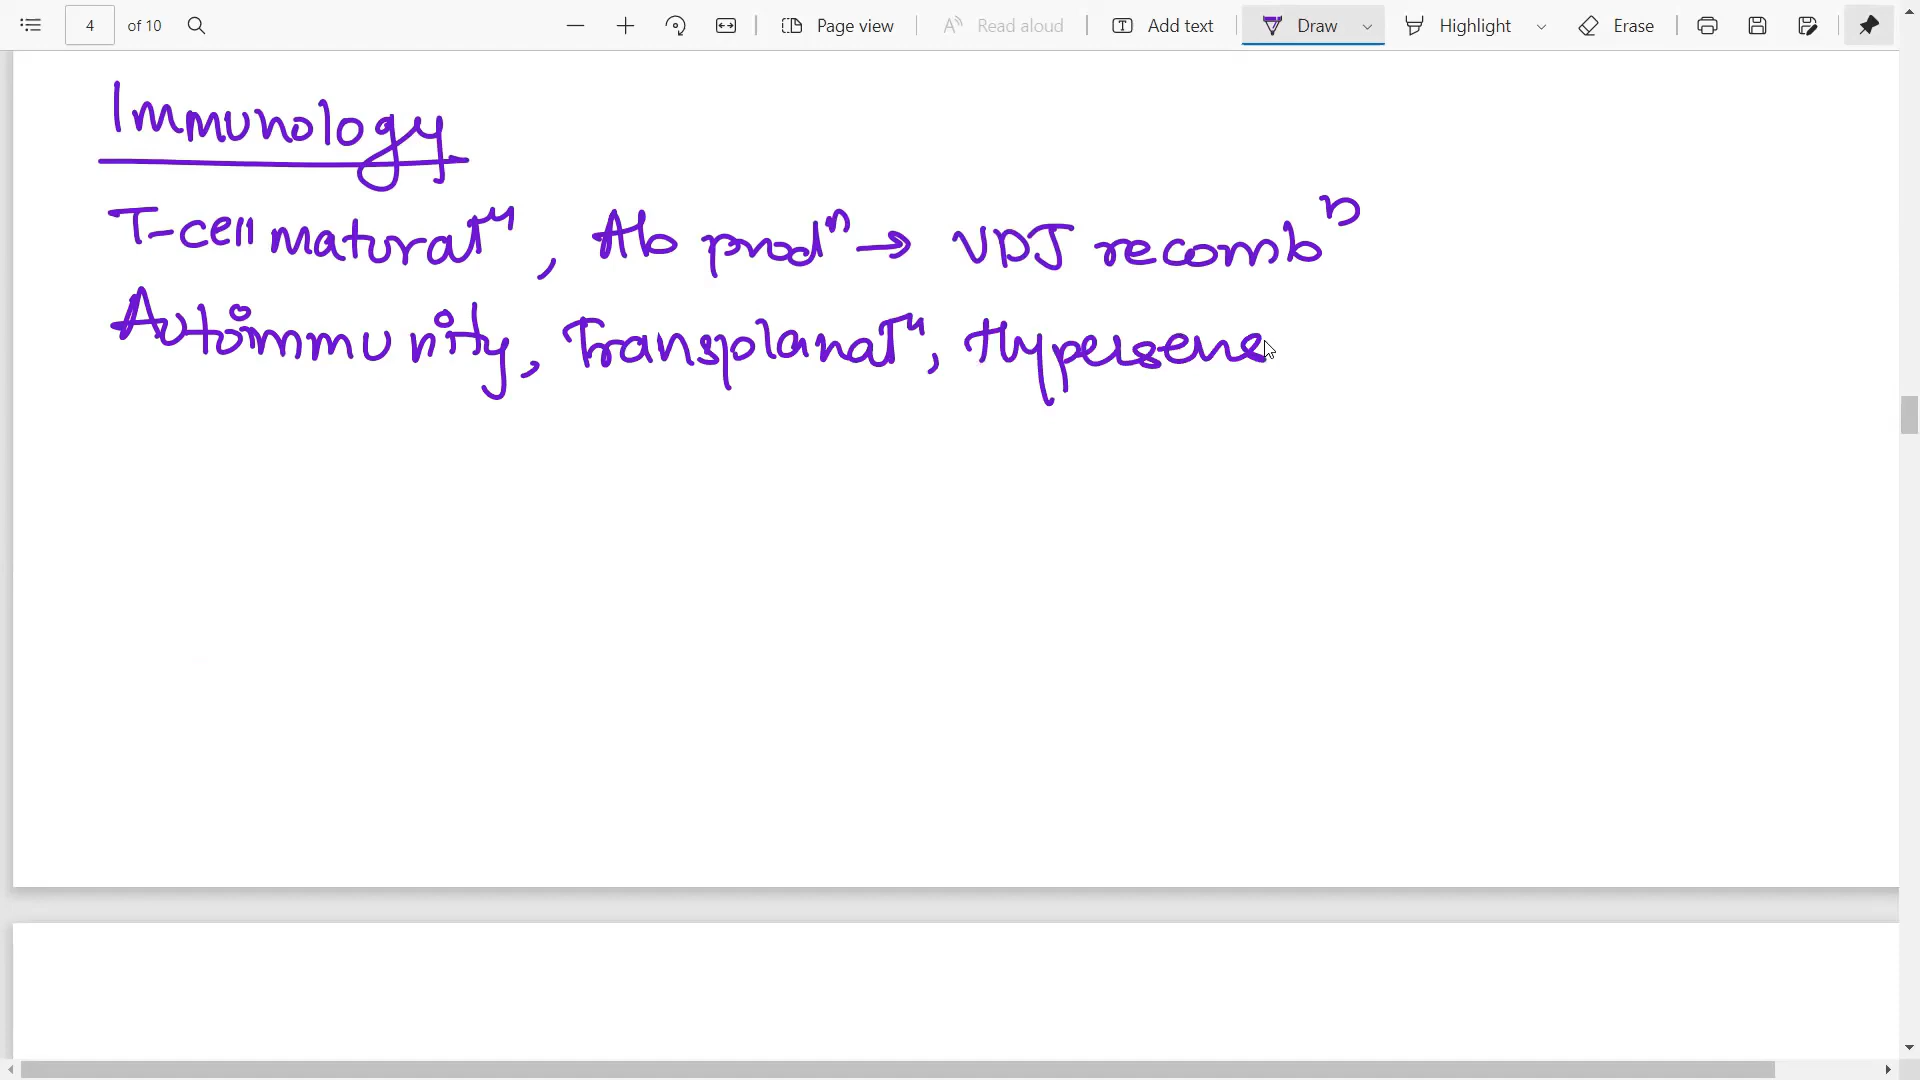 4 of 10 Page view Read aloud Add text Draw Highlight Erase
Immunology
T-cell maturatⁿ, Ab prodⁿ → VDJ recombⁿ
Autoimmunity, Transplanatⁿ, Hypersens